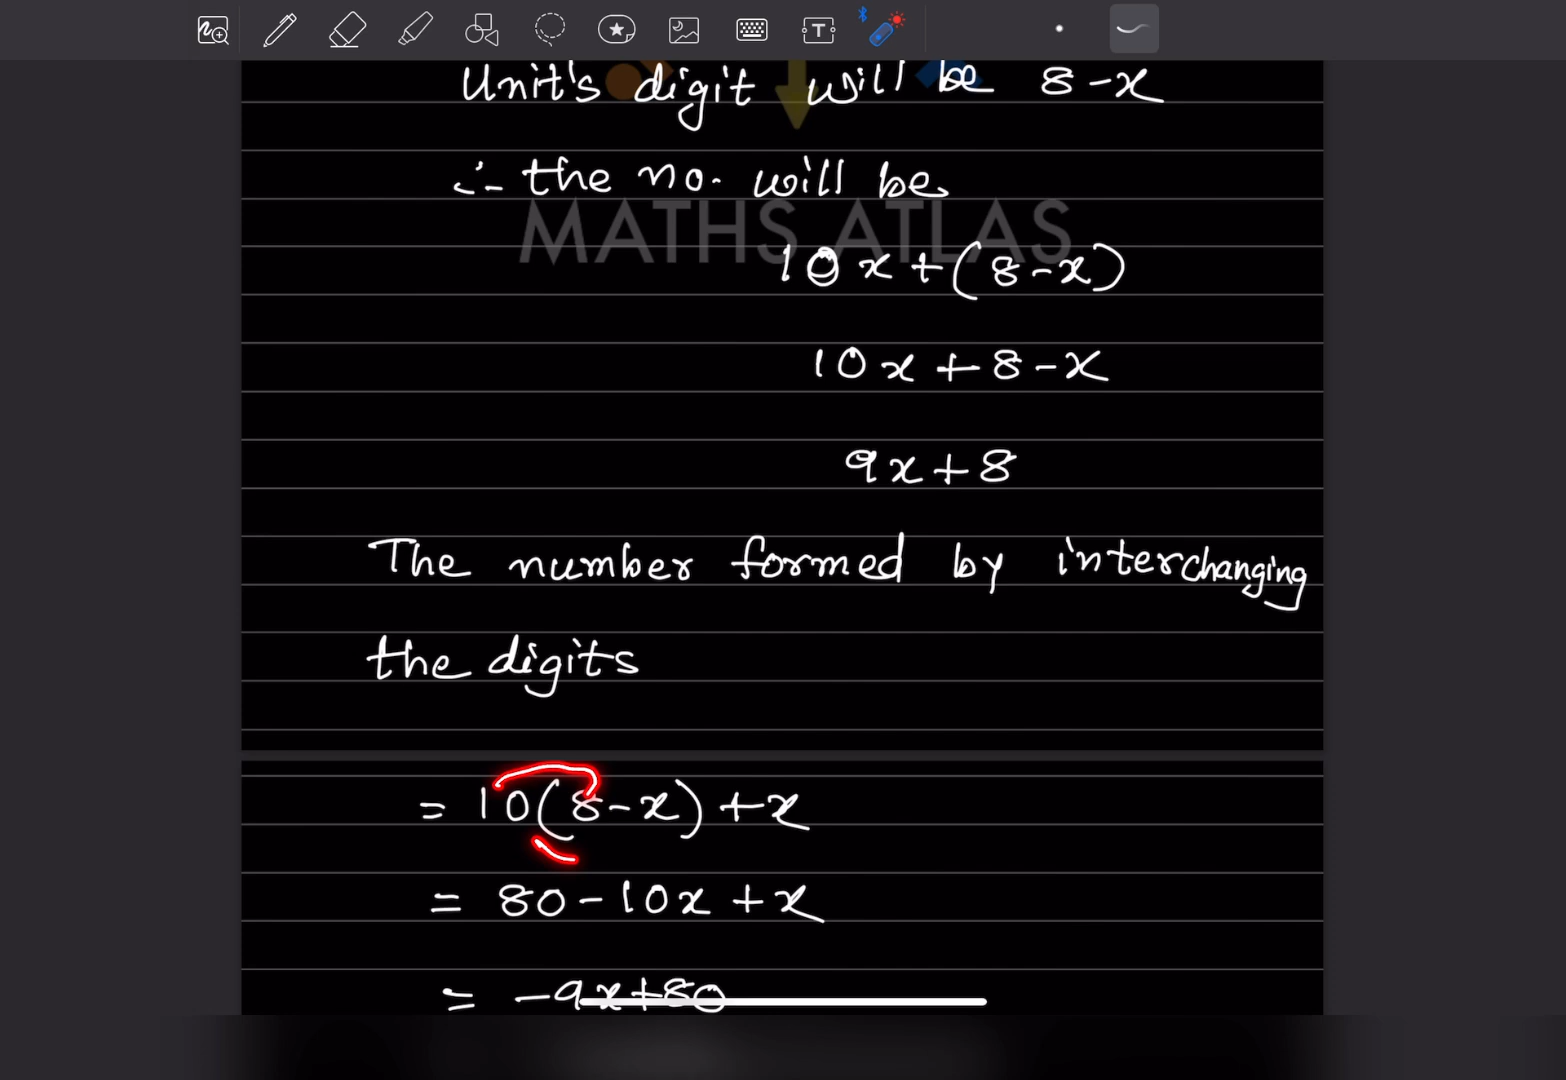 Unit's digit will be 8-x
∴ the no. will be
MATHS ATLAS
10x+(8-x)
10x+8-x
9x+8
The number formed by interchanging
the digits
= 10(8-x)+x
= 80-10x+x
= -9x+80